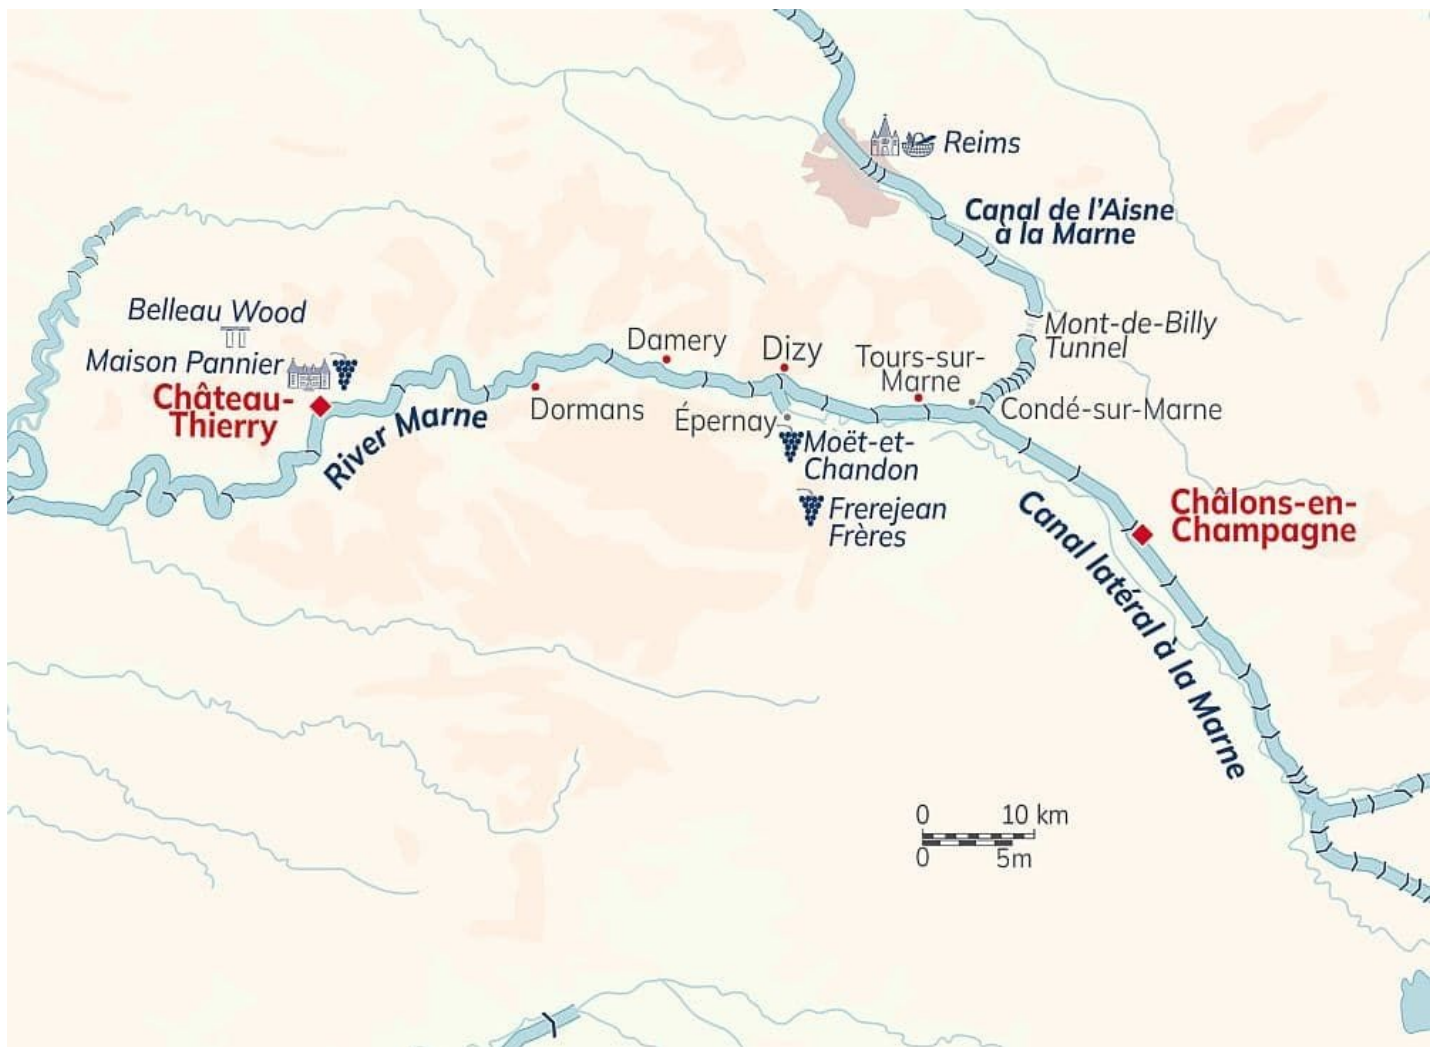 Reims
Canal de l'Aisne
à la Marne
Belleau Wood
Maison Pannier
Château-
Thierry
River Marne
Dormans
Damery
Dizy
Épernay
Moët-et-
Chandon
Frerejean
Frères
Tours-sur-
Marne
Mont-de-Billy
Tunnel
Condé-sur-Marne
Châlons-en-
Champagne
Canal latéral à la Marne
0 10 km
0 5m